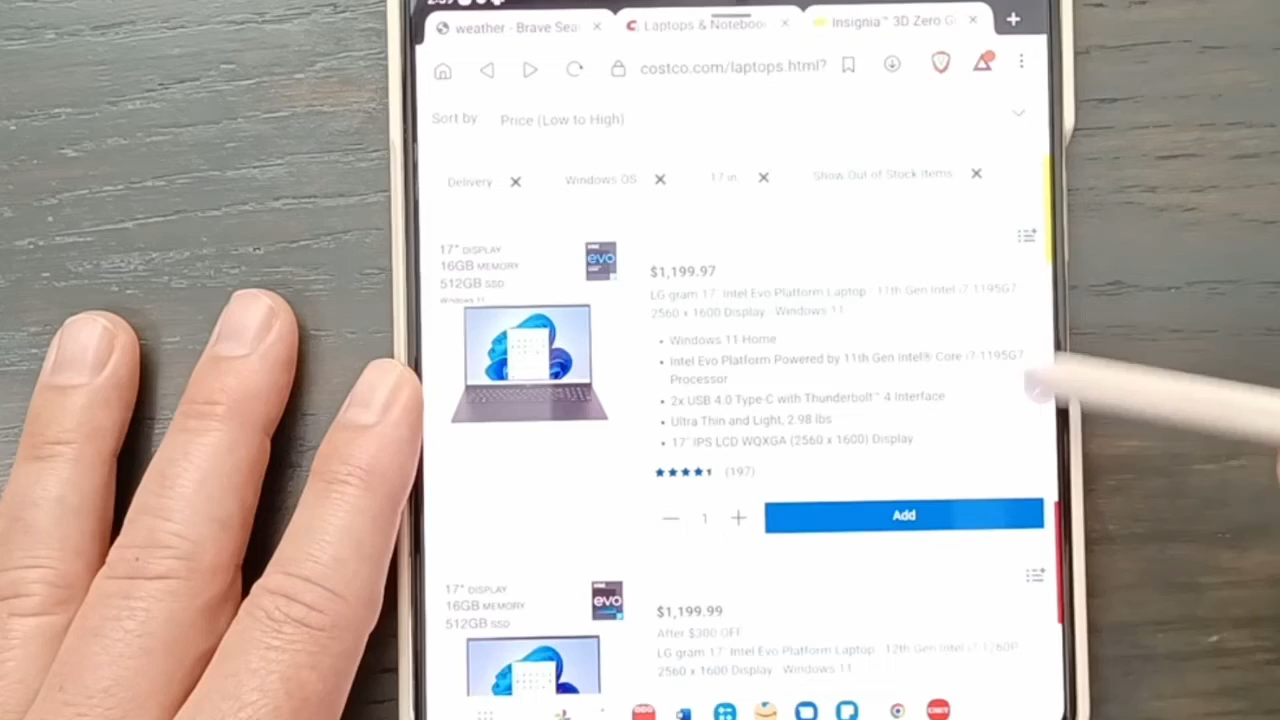 weather - Brave Sea
Laptops & Noteboo
Insignia™ 3D Zero G
costco.com/laptops.html?
Sort by: Price (Low to High)
Delivery
Windows OS
17 in
Show Out of Stock Items
17" DISPLAY
16GB MEMORY
512GB SSD
Windows 11
evo
$1,199.97
LG gram 17" Intel Evo Platform Laptop - 11th Gen Intel i7-1195G7
2560 x 1600 Display - Windows 11
• Windows 11 Home
• Intel Evo Platform Powered by 11th Gen Intel® Core i7-1195G7
Processor
• 2x USB 4.0 Type-C with Thunderbolt™ 4 Interface
• Ultra Thin and Light, 2.98 lbs
• 17" IPS LCD WQXGA (2560 x 1600) Display
(197)
1
Add
17" DISPLAY
16GB MEMORY
512GB SSD
evo
$1,199.99
After $300 OFF
LG gram 17" Intel Evo Platform Laptop - 12th Gen Intel i7-1260P
2560 x 1600 Display - Windows 11